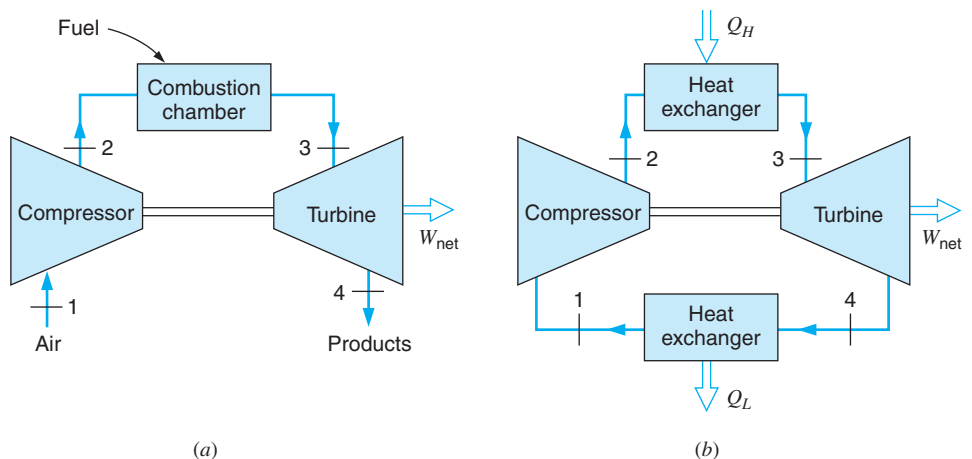 Fuel
Combustion
chamber
2
3
Compressor
Turbine
W_net
1
4
Air
Products
(a)
Q_H
Heat
exchanger
2
3
Compressor
Turbine
W_net
1
4
Heat
exchanger
Q_L
(b)